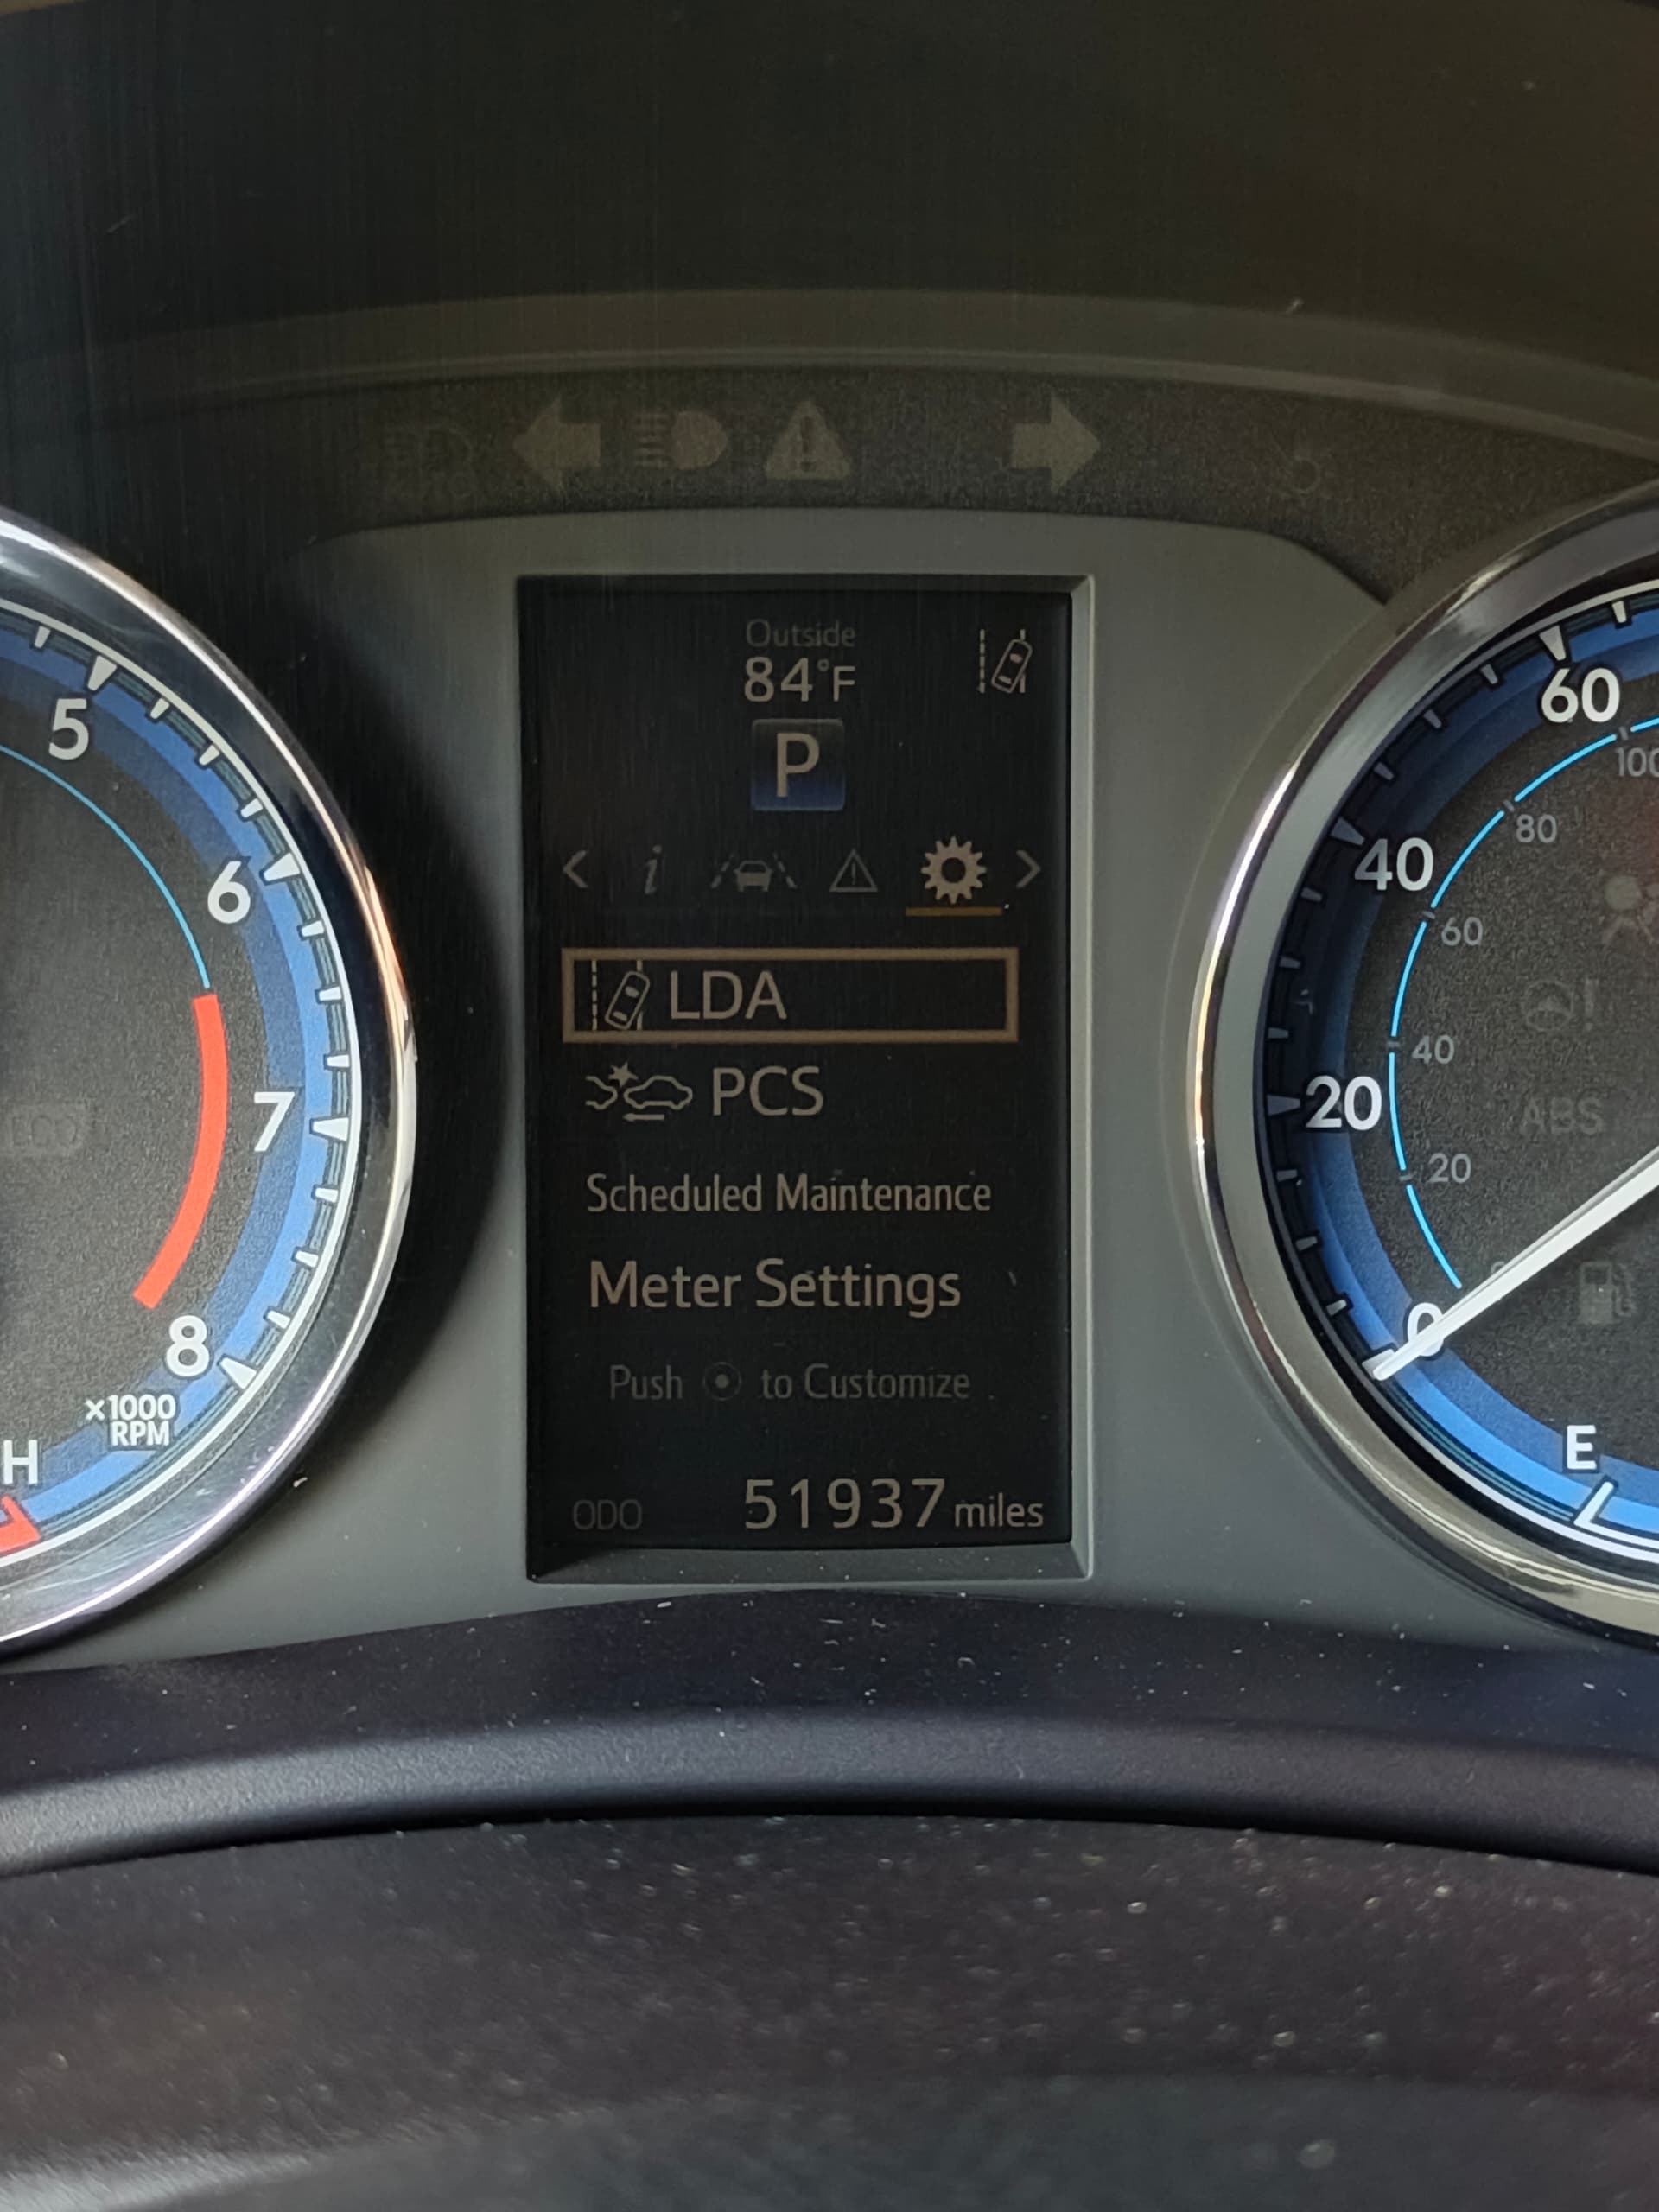 Outside
84°F
P
i
LDA
PCS
Scheduled Maintenance
Meter Settings
Push to Customize
ODO 51937 miles
5
6
7
8
x1000
RPM
H
60
40
20
0
100
80
60
40
20
ABS
E